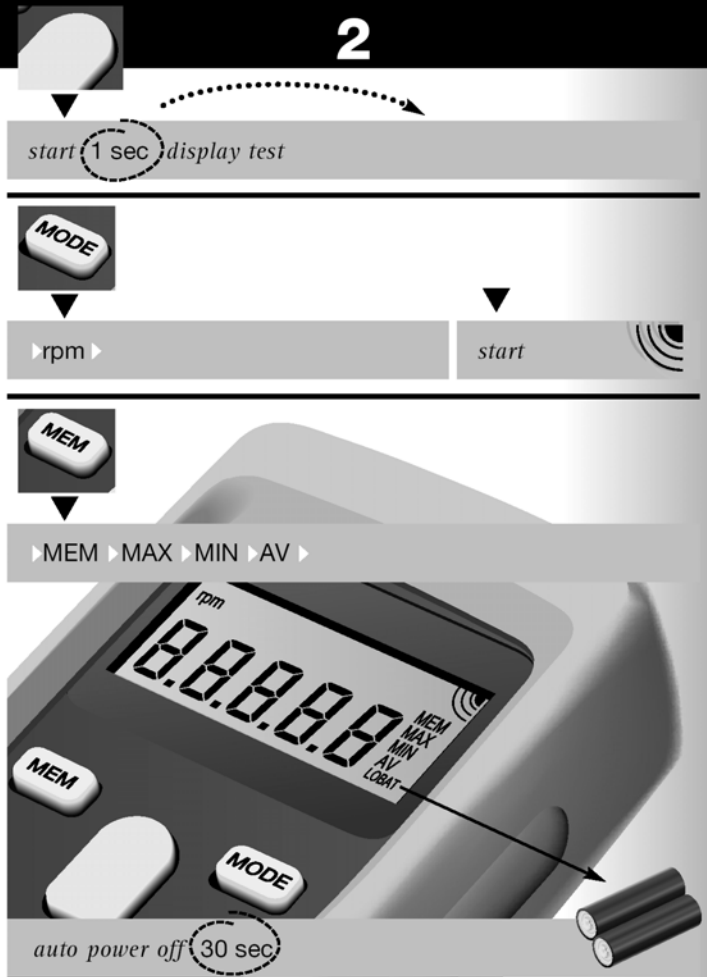 2
start 1 sec display test
MODE
rpm
start
MEM
MEM MAX MIN AV
rpm
8.8.8.8.8
MEM
MAX
MIN
AV
LOBAT
MEM
MODE
auto power off 30 sec